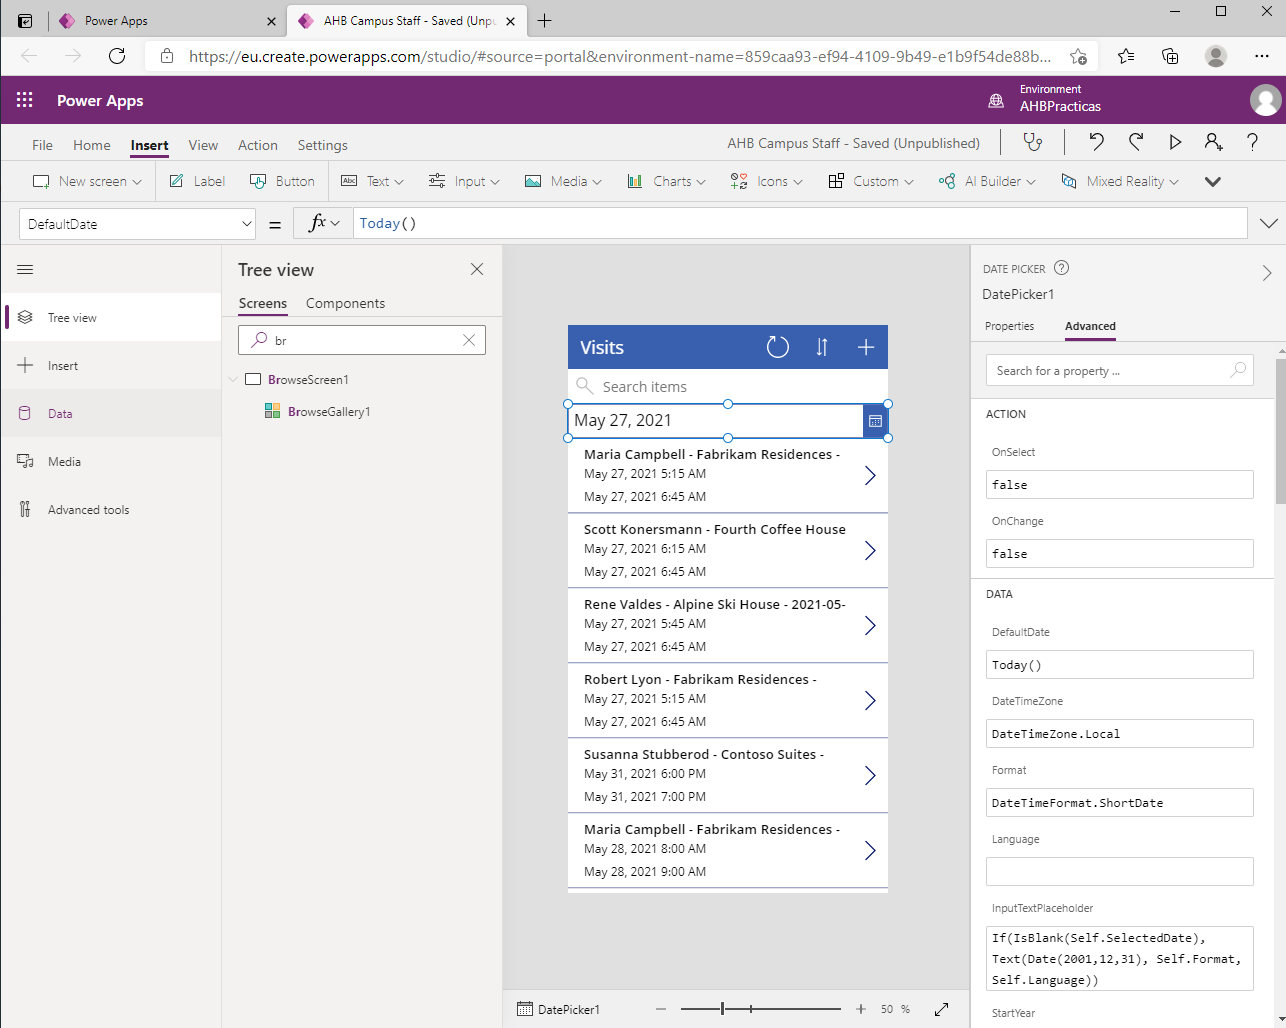 Power Apps
AHB Campus Staff - Saved (Unpu
https://eu.create.powerapps.com/studio/#source=portal&environment-name=859caa93-ef94-4109-9b49-e1b9f54de88b...
Power Apps
Environment
AHBPracticas
File Home Insert View Action Settings
AHB Campus Staff - Saved (Unpublished)
New screen Label Button Text Input Media Charts Icons Custom AI Builder Mixed Reality
DefaultDate = fx Today()
Tree view
Insert
Data
Media
Advanced tools
Tree view
Screens Components
br
BrowseScreen1
BrowseGallery1
Visits
Search items
May 27, 2021
Maria Campbell - Fabrikam Residences -
May 27, 2021 5:15 AM
May 27, 2021 6:45 AM
Scott Konersmann - Fourth Coffee House
May 27, 2021 6:15 AM
May 27, 2021 6:45 AM
Rene Valdes - Alpine Ski House - 2021-05-
May 27, 2021 5:45 AM
May 27, 2021 6:45 AM
Robert Lyon - Fabrikam Residences -
May 27, 2021 5:15 AM
May 27, 2021 6:45 AM
Susanna Stubberod - Contoso Suites -
May 31, 2021 6:00 PM
May 31, 2021 7:00 PM
Maria Campbell - Fabrikam Residences -
May 28, 2021 8:00 AM
May 28, 2021 9:00 AM
DatePicker1
50 %
DATE PICKER
DatePicker1
Properties Advanced
Search for a property ...
ACTION
OnSelect
false
OnChange
false
DATA
DefaultDate
Today()
DateTimeZone
DateTimeZone.Local
Format
DateTimeFormat.ShortDate
Language
InputTextPlaceholder
If(IsBlank(Self.SelectedDate),
Text(Date(2001,12,31), Self.Format,
Self.Language))
StartYear